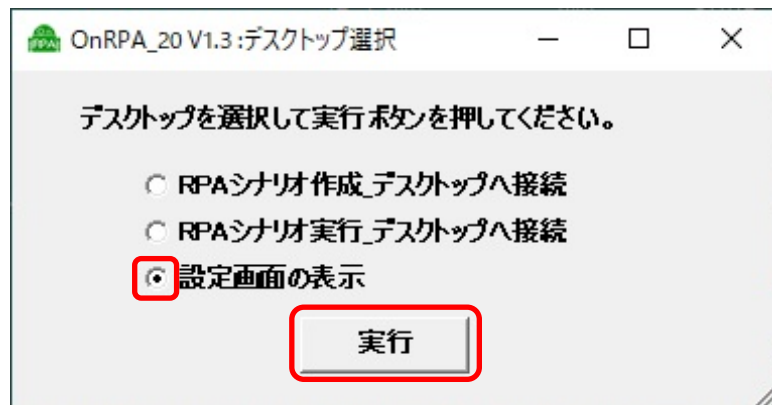 OnRPA_20 V1.3 :デスクトップ選択
デスクトップを選択して実行ボタンを押してください。
RPAシナリオ作成_デスクトップへ接続
RPAシナリオ実行_デスクトップへ接続
設定画面の表示
実行